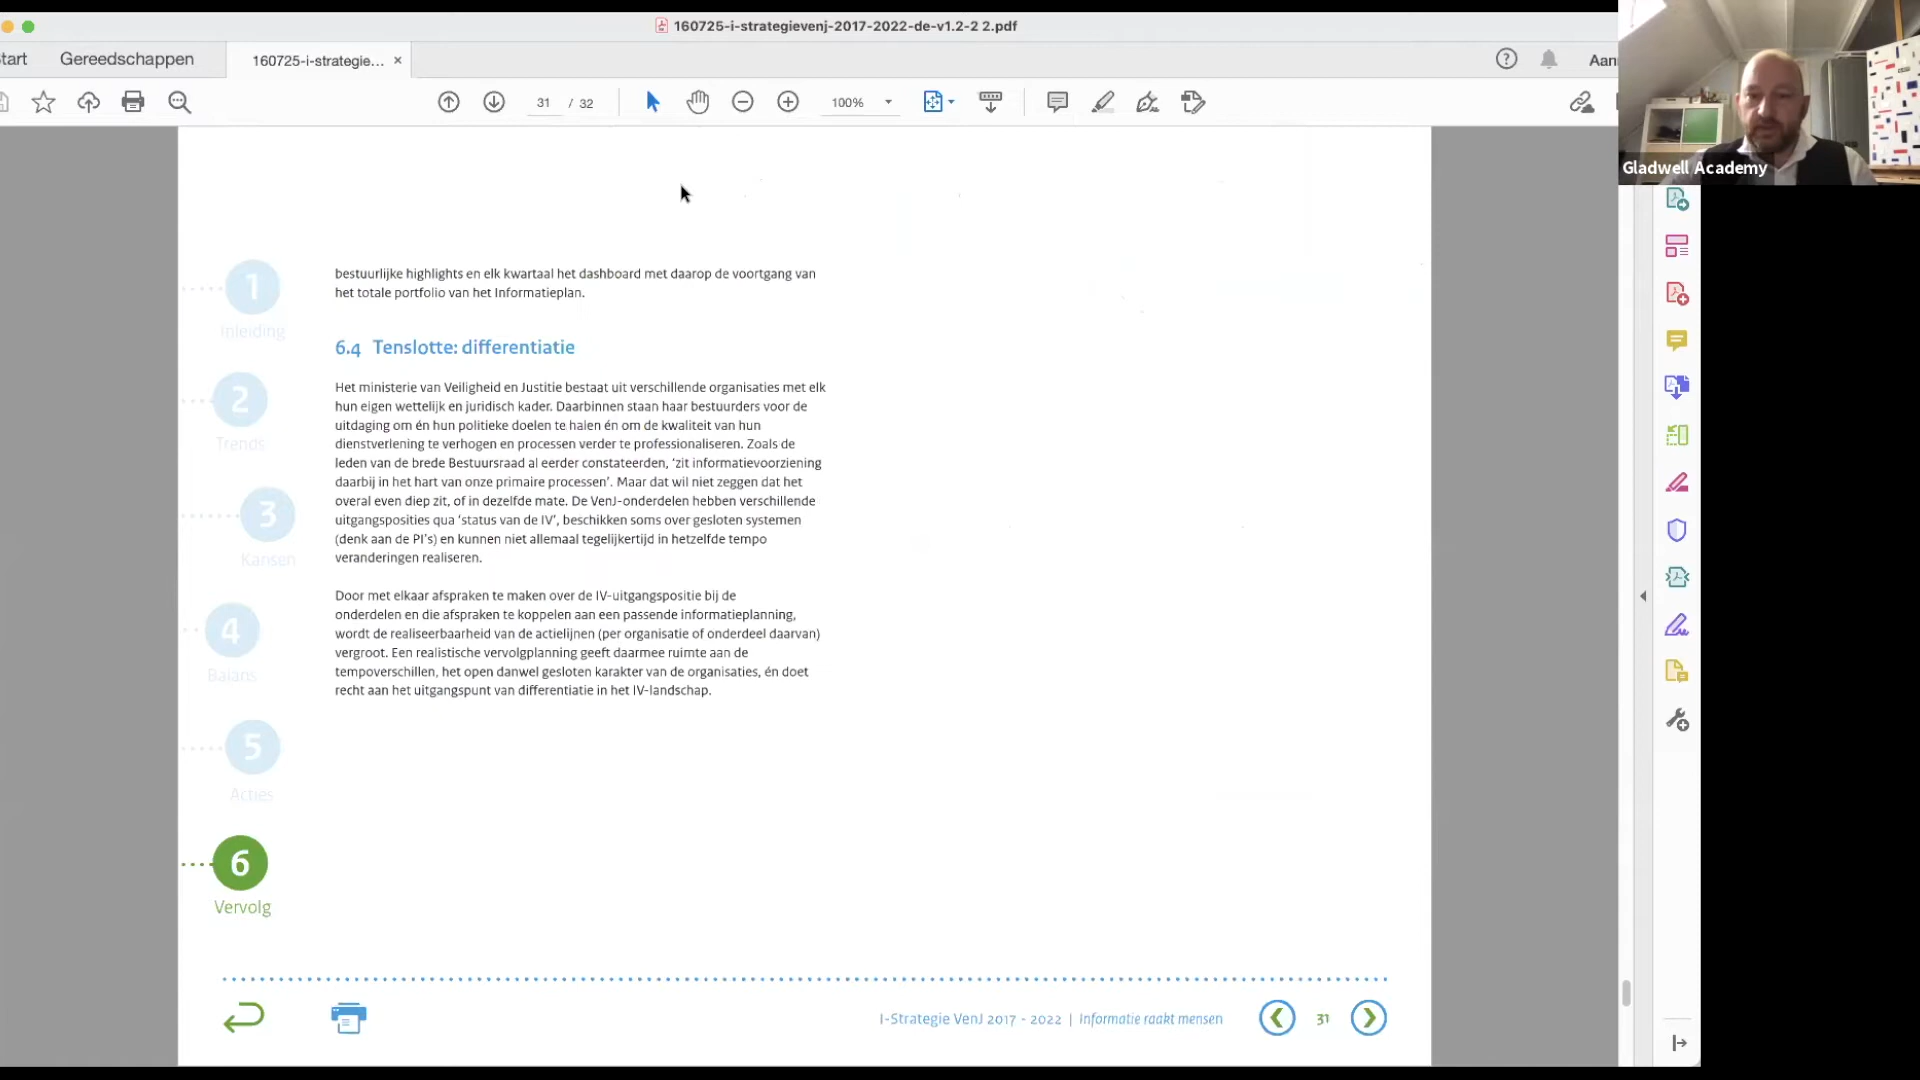 160725-i-strategievenj-2017-2022-de-v1.2-2 2.pdf
tart
Gereedschappen
160725-i-strategie...
Aan
31 / 32
100%
Gladwell Academy
bestuurlijke highlights en elk kwartaal het dashboard met daarop de voortgang van
het totale portfolio van het Informatieplan.
1
Inleiding
6.4 Tenslotte: differentiatie
Het ministerie van Veiligheid en Justitie bestaat uit verschillende organisaties met elk
hun eigen wettelijk en juridisch kader. Daarbinnen staan haar bestuurders voor de
uitdaging om én hun politieke doelen te halen én om de kwaliteit van hun
dienstverlening te verhogen en processen verder te professionaliseren. Zoals de
leden van de brede Bestuursraad al eerder constateerden, ‘zit informatievoorziening
daarbij in het hart van onze primaire processen’. Maar dat wil niet zeggen dat het
overal even diep zit, of in dezelfde mate. De VenJ-onderdelen hebben verschillende
uitgangsposities qua ‘status van de IV’, beschikken soms over gesloten systemen
(denk aan de PI’s) en kunnen niet allemaal tegelijkertijd in hetzelfde tempo
veranderingen realiseren.
2
Trends
3
Kansen
Door met elkaar afspraken te maken over de IV-uitgangspositie bij de
onderdelen en die afspraken te koppelen aan een passende informatieplanning,
wordt de realiseerbaarheid van de actielijnen (per organisatie of onderdeel daarvan)
vergroot. Een realistische vervolgplanning geeft daarmee ruimte aan de
tempoverschillen, het open danwel gesloten karakter van de organisaties, én doet
recht aan het uitgangspunt van differentiatie in het IV-landschap.
4
Balans
5
Acties
6
Vervolg
I-Strategie VenJ 2017 - 2022 | Informatie raakt mensen
31